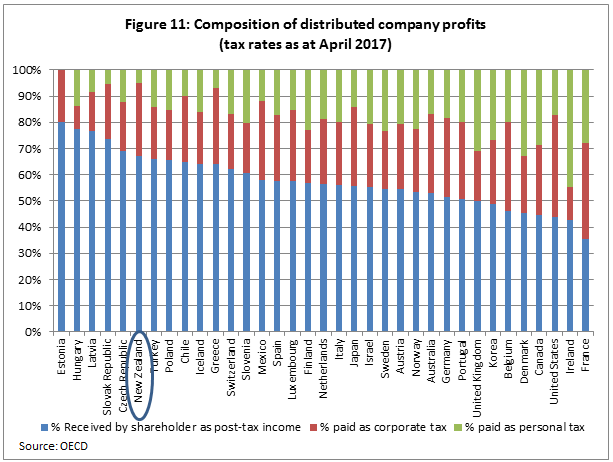 Figure 11: Composition of distributed company profits
(tax rates as at April 2017)
100%
90%
80%
70%
60%
50%
40%
30%
20%
10%
0%
Estonia
Hungary
Latvia
Slovak Republic
Czech Republic
New Zealand
Turkey
Poland
Chile
Iceland
Greece
Switzerland
Slovenia
Mexico
Spain
Luxembourg
Finland
Netherlands
Italy
Japan
Israel
Sweden
Austria
Norway
Australia
Germany
Portugal
United Kingdom
Korea
Belgium
Denmark
Canada
United States
Ireland
France
% Received by shareholder as post-tax income % paid as corporate tax % paid as personal tax
Source: OECD